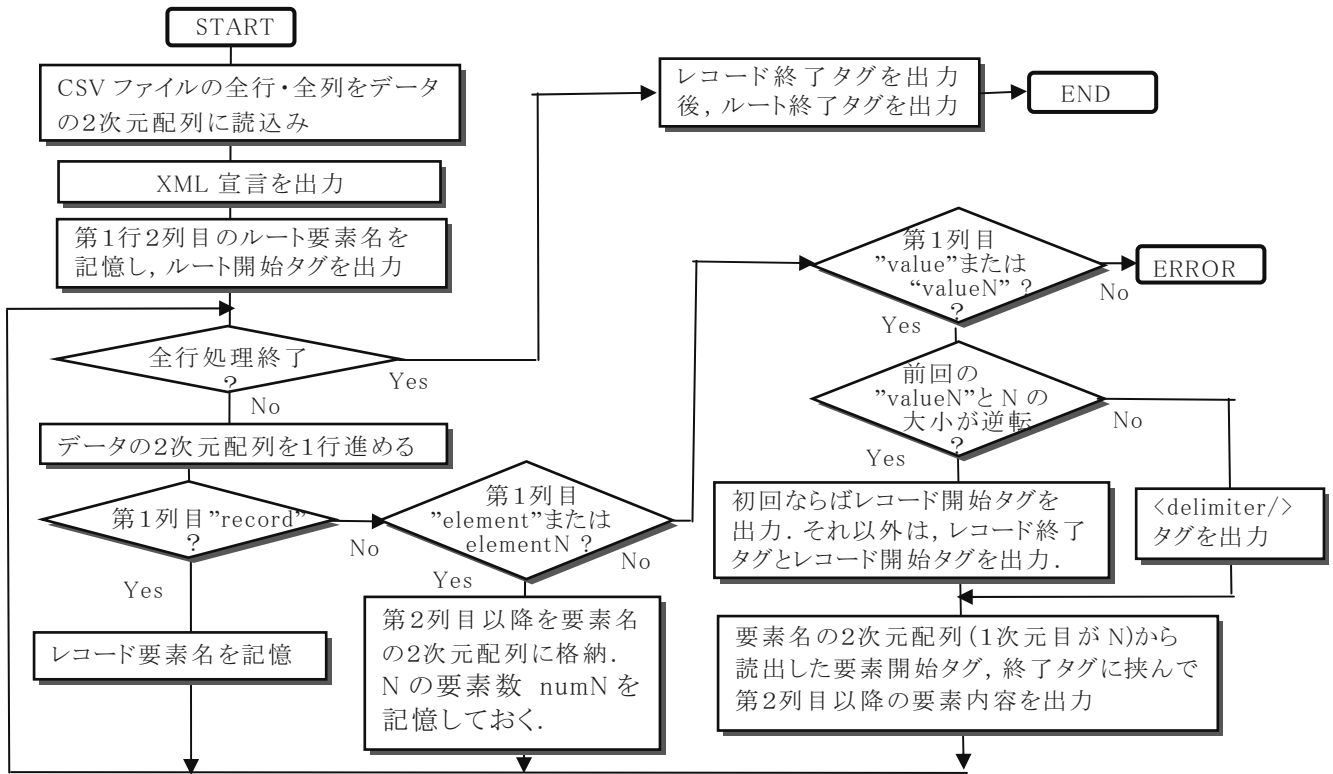 START
CSV ファイルの全行・全列をデータ
の2次元配列に読込み
XML 宣言を出力
第1行2列目のルート要素名を
記憶し, ルート開始タグを出力
全行処理終了
?
Yes
No
レコード終了タグを出力
後, ルート終了タグを出力
END
データの2次元配列を1行進める
第1列目”record”
?
No
Yes
レコード要素名を記憶
第1列目
”element”または
elementN ?
No
Yes
第2列目以降を要素名
の2次元配列に格納.
N の要素数 numN を
記憶しておく.
第1列目
”value”または
“valueN” ?
?
No
Yes
ERROR
前回の
”valueN”と N の
大小が逆転
?
No
Yes
初回ならばレコード開始タグを
出力. それ以外は, レコード終了
タグとレコード開始タグを出力.
<delimiter/>
タグを出力
要素名の2次元配列(1次元目が N)から
読出した要素開始タグ, 終了タグに挟んで
第2列目以降の要素内容を出力